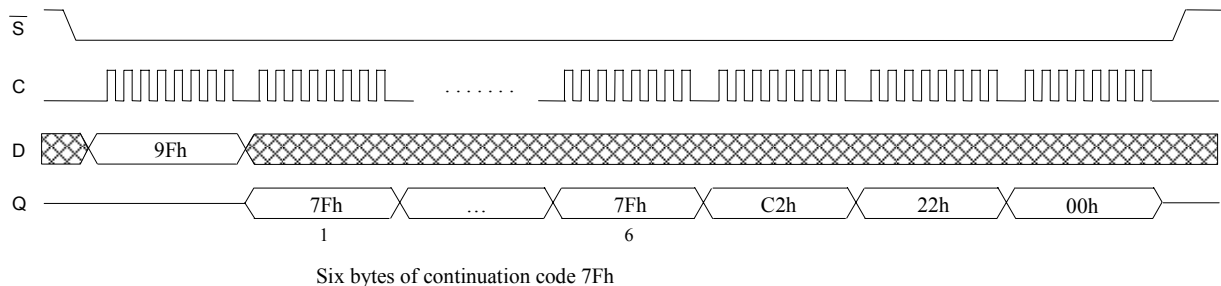 S
C
.......
D 9Fh
Q 7Fh ... 7Fh C2h 22h 00h
1 6
Six bytes of continuation code 7Fh